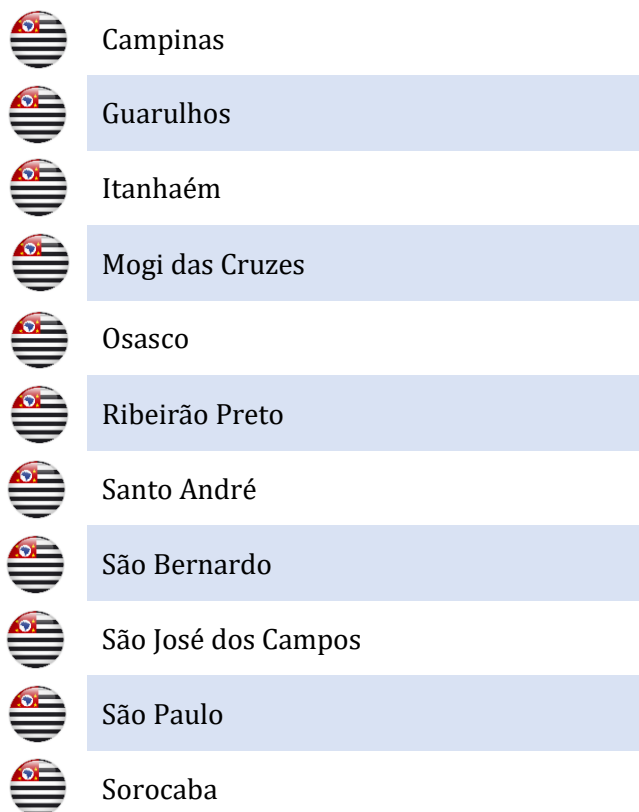 Campinas
Guarulhos
Itanhaém
Mogi das Cruzes
Osasco
Ribeirão Preto
Santo André
São Bernardo
São José dos Campos
São Paulo
Sorocaba